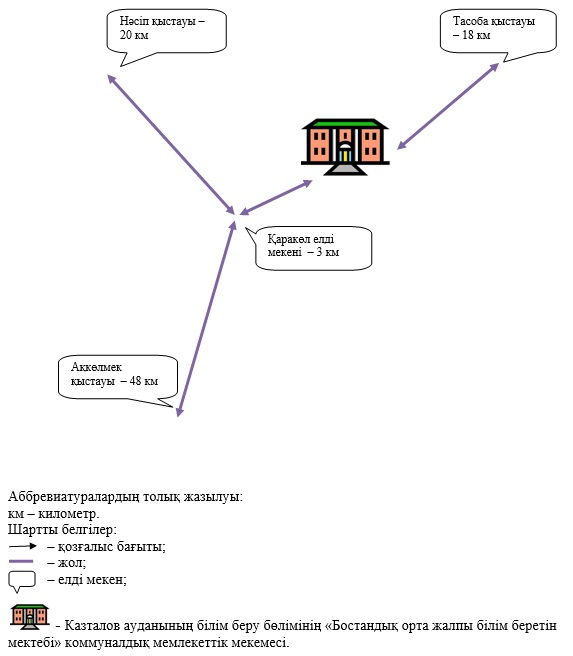 Нәсіп қыстауы –
20 км
Тасоба қыстауы
– 18 км
Қаракөл елді
мекені – 3 км
Ақкөлмек
қыстауы – 48 км
Аббревиатуралардың толық жазылуы:
км – километр.
Шартты белгілер:
– қозғалыс бағыты;
– жол;
– елді мекен;
- Казталов ауданының білім беру бөлімінің «Бостандық орта жалпы білім беретін
мектебі» коммуналдық мемлекеттік мекемесі.